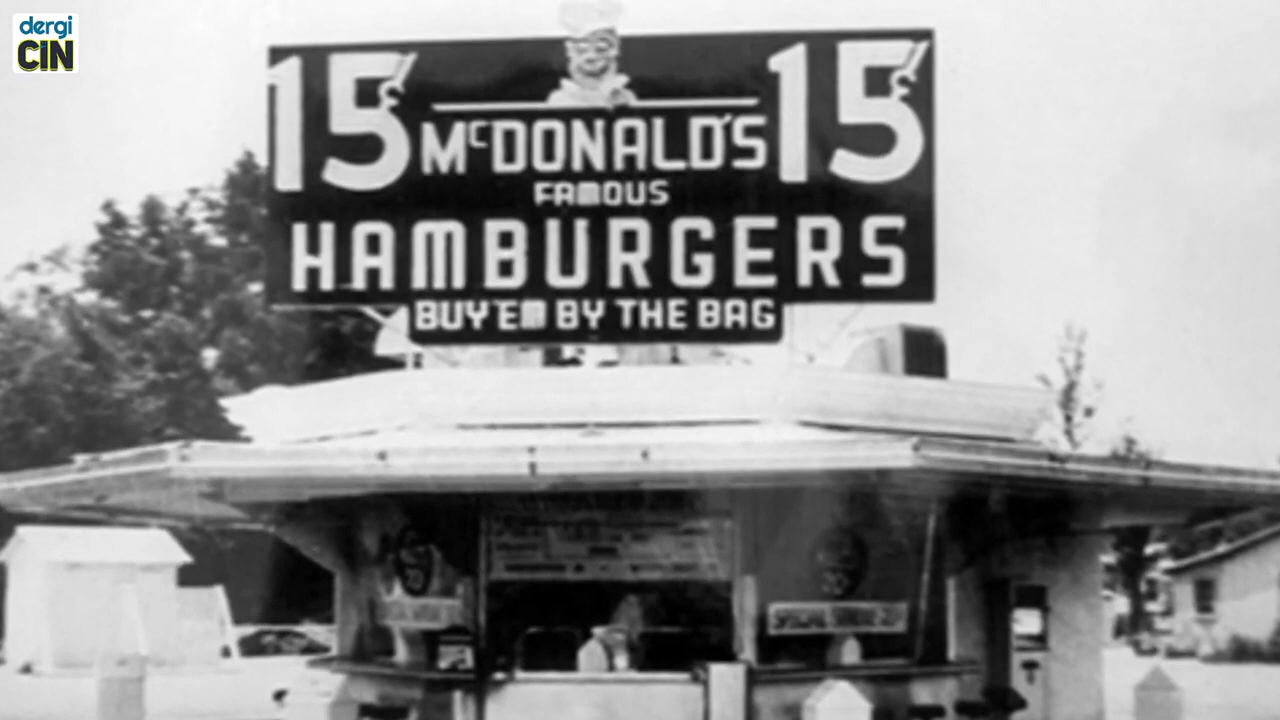 dergi
CiN
15¢ McDONALD'S 15¢
FAMOUS
HAMBURGERS
BUY'EM BY THE BAG